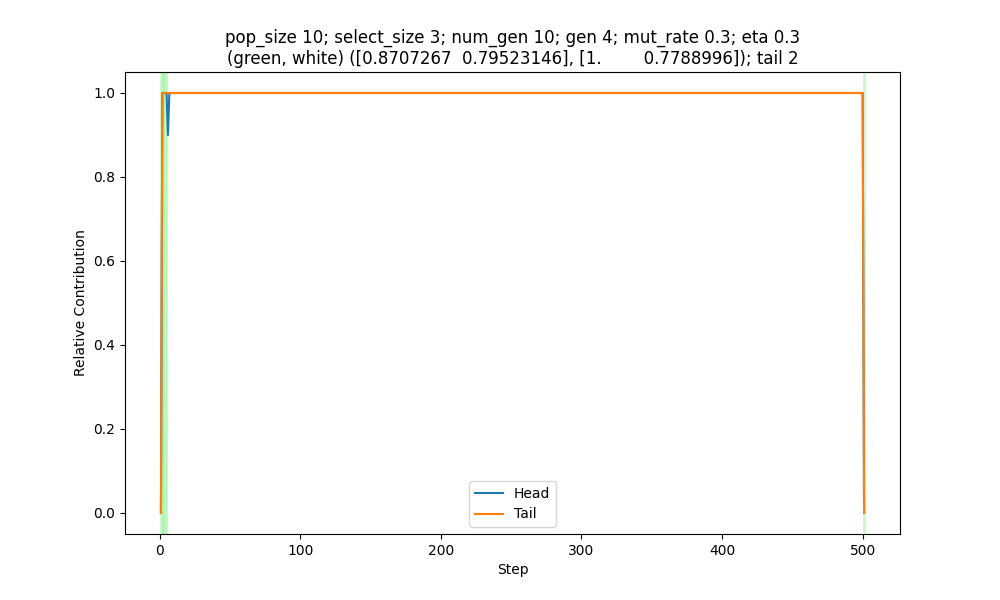 pop_size 10; select_size 3; num_gen 10; gen 4; mut_rate 0.3; eta 0.3
(green, white) ([0.8707267  0.79523146], [1.        0.7788996]); tail 2
1.0
0.8
0.6
0.4
0.2
0.0
Relative Contribution
Head
Tail
0 100 200 300 400 500
Step